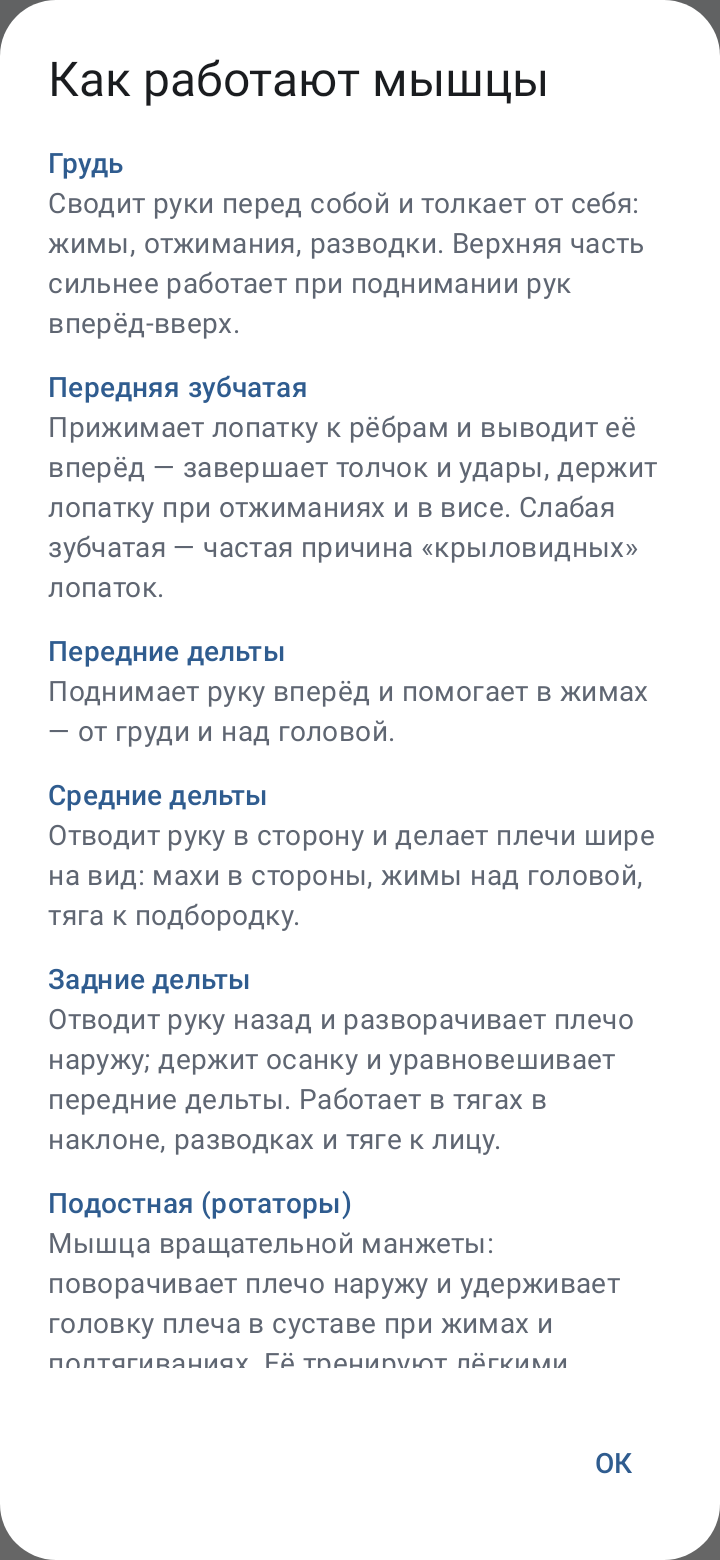 Как работают мышцы
Грудь
Сводит руки перед собой и толкает от себя:
жимы, отжимания, разводки. Верхняя часть
сильнее работает при поднимании рук
вперёд-вверх.
Передняя зубчатая
Прижимает лопатку к рёбрам и выводит её
вперёд — завершает толчок и удары, держит
лопатку при отжиманиях и в висе. Слабая
зубчатая — частая причина «крыловидных»
лопаток.
Передние дельты
Поднимает руку вперёд и помогает в жимах
— от груди и над головой.
Средние дельты
Отводит руку в сторону и делает плечи шире
на вид: махи в стороны, жимы над головой,
тяга к подбородку.
Задние дельты
Отводит руку назад и разворачивает плечо
наружу; держит осанку и уравновешивает
передние дельты. Работает в тягах в
наклоне, разводках и тяге к лицу.
Подостная (ротаторы)
Мышца вращательной манжеты:
поворачивает плечо наружу и удерживает
головку плеча в суставе при жимах и
подтягиваниях. Её тренируют лёгкими
ОК